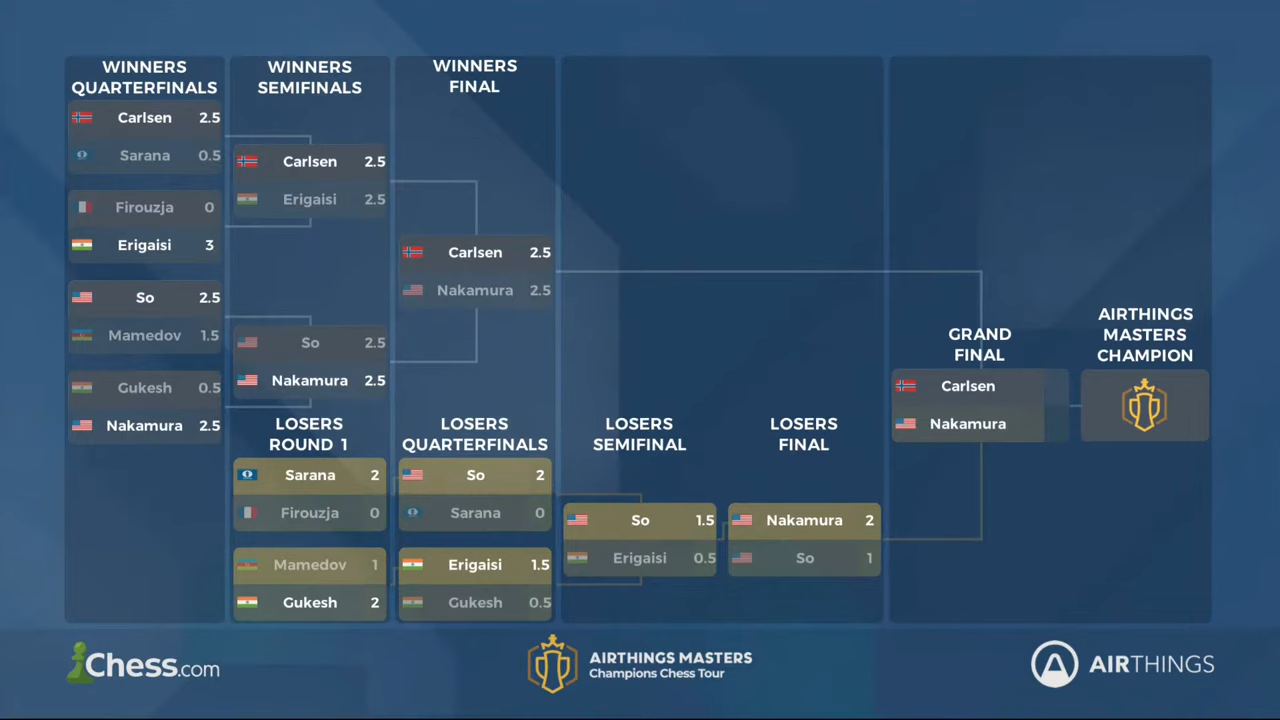 WINNERS
QUARTERFINALS
Carlsen 2.5
Sarana 0.5
Firouzja 0
Erigaisi 3
So 2.5
Mamedov 1.5
Gukesh 0.5
Nakamura 2.5
WINNERS
SEMIFINALS
Carlsen 2.5
Erigaisi 2.5
So 2.5
Nakamura 2.5
WINNERS
FINAL
Carlsen 2.5
Nakamura 2.5
LOSERS
ROUND 1
Sarana 2
Firouzja 0
Mamedov 1
Gukesh 2
LOSERS
QUARTERFINALS
So 2
Sarana 0
Erigaisi 1.5
Gukesh 0.5
LOSERS
SEMIFINAL
So 1.5
Erigaisi 0.5
LOSERS
FINAL
Nakamura 2
So 1
GRAND
FINAL
Carlsen
Nakamura
AIRTHINGS
MASTERS
CHAMPION
Chess.com
AIRTHINGS MASTERS
Champions Chess Tour
AIRTHINGS